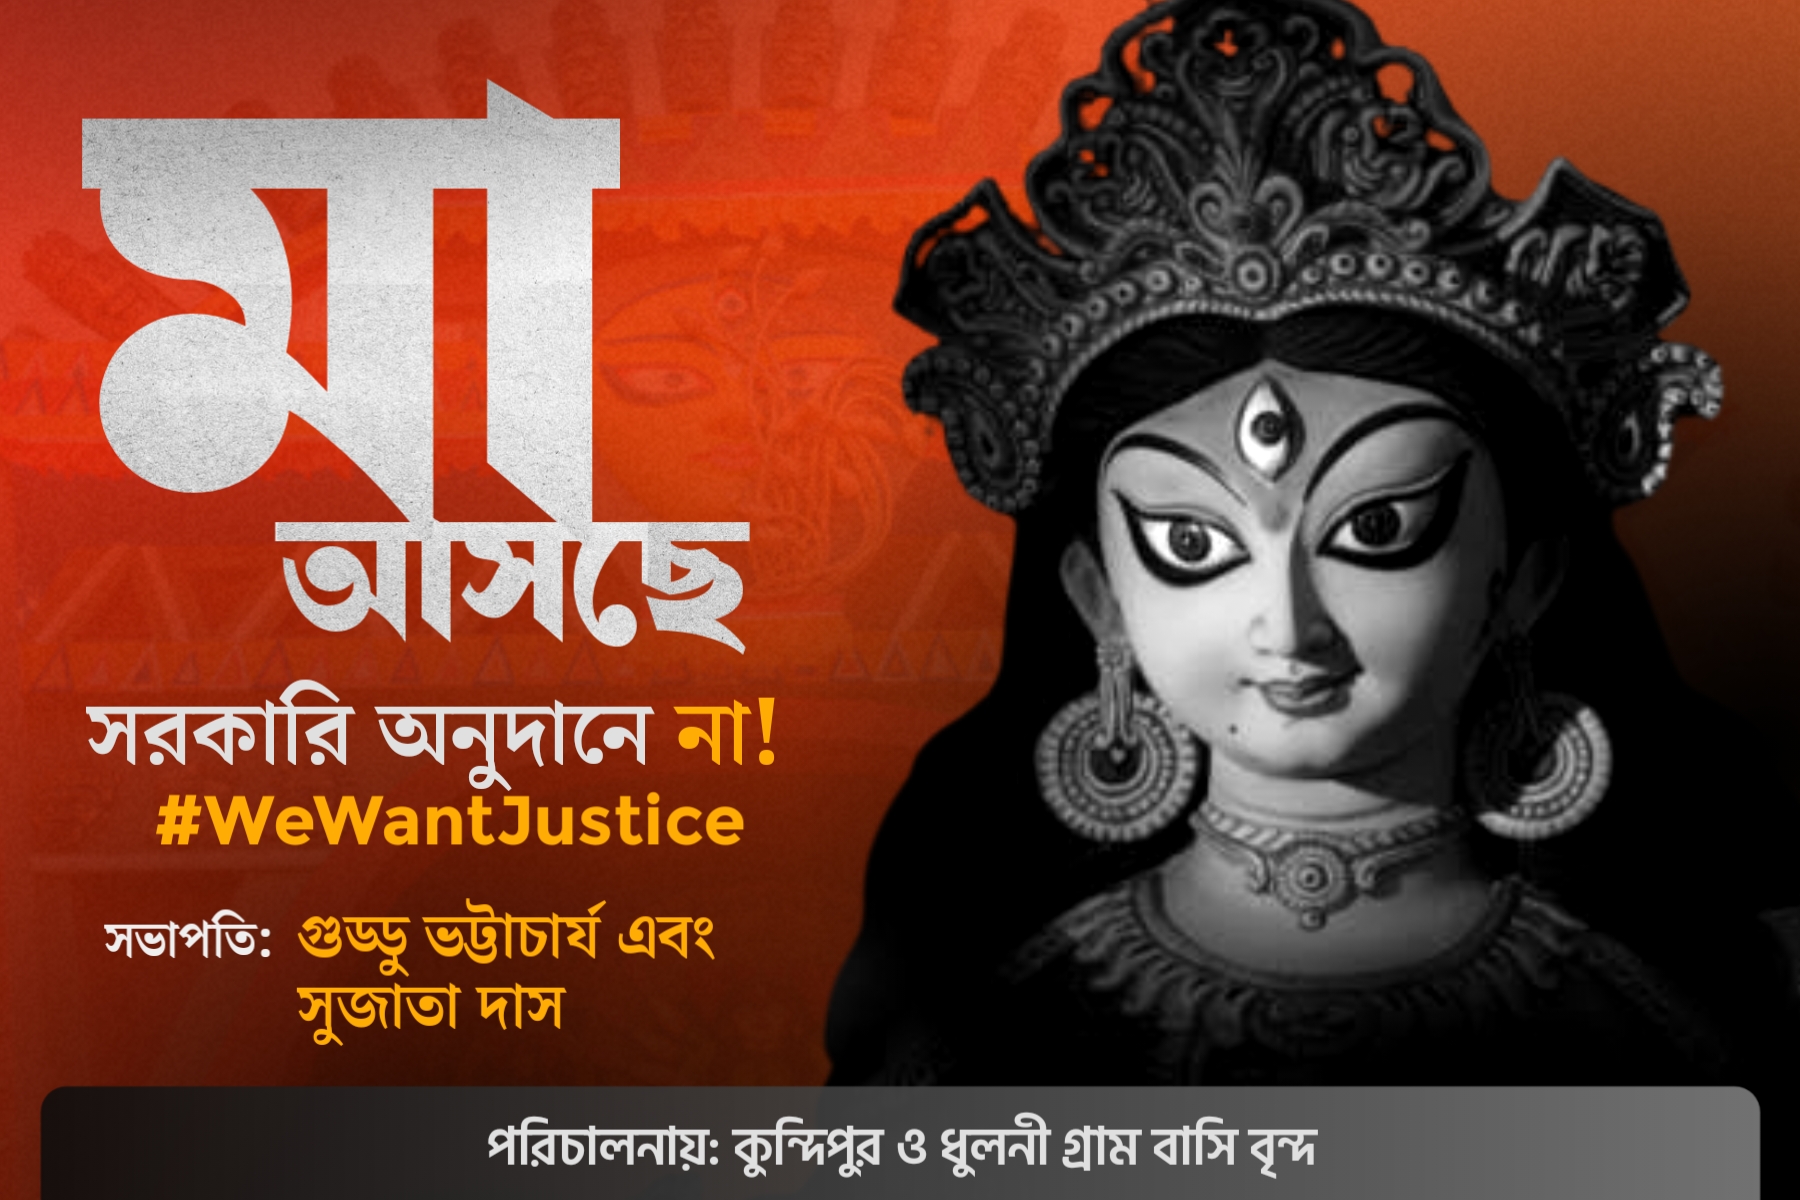 মা
আসছে
সরকারি অনুদানে না!
#WeWantJustice
সভাপতি: গুড্ডু ভট্টাচার্য এবং
সুজাতা দাস
পরিচালনায়: কুন্দিপুর ও ধুলনী গ্রাম বাসি বৃন্দ